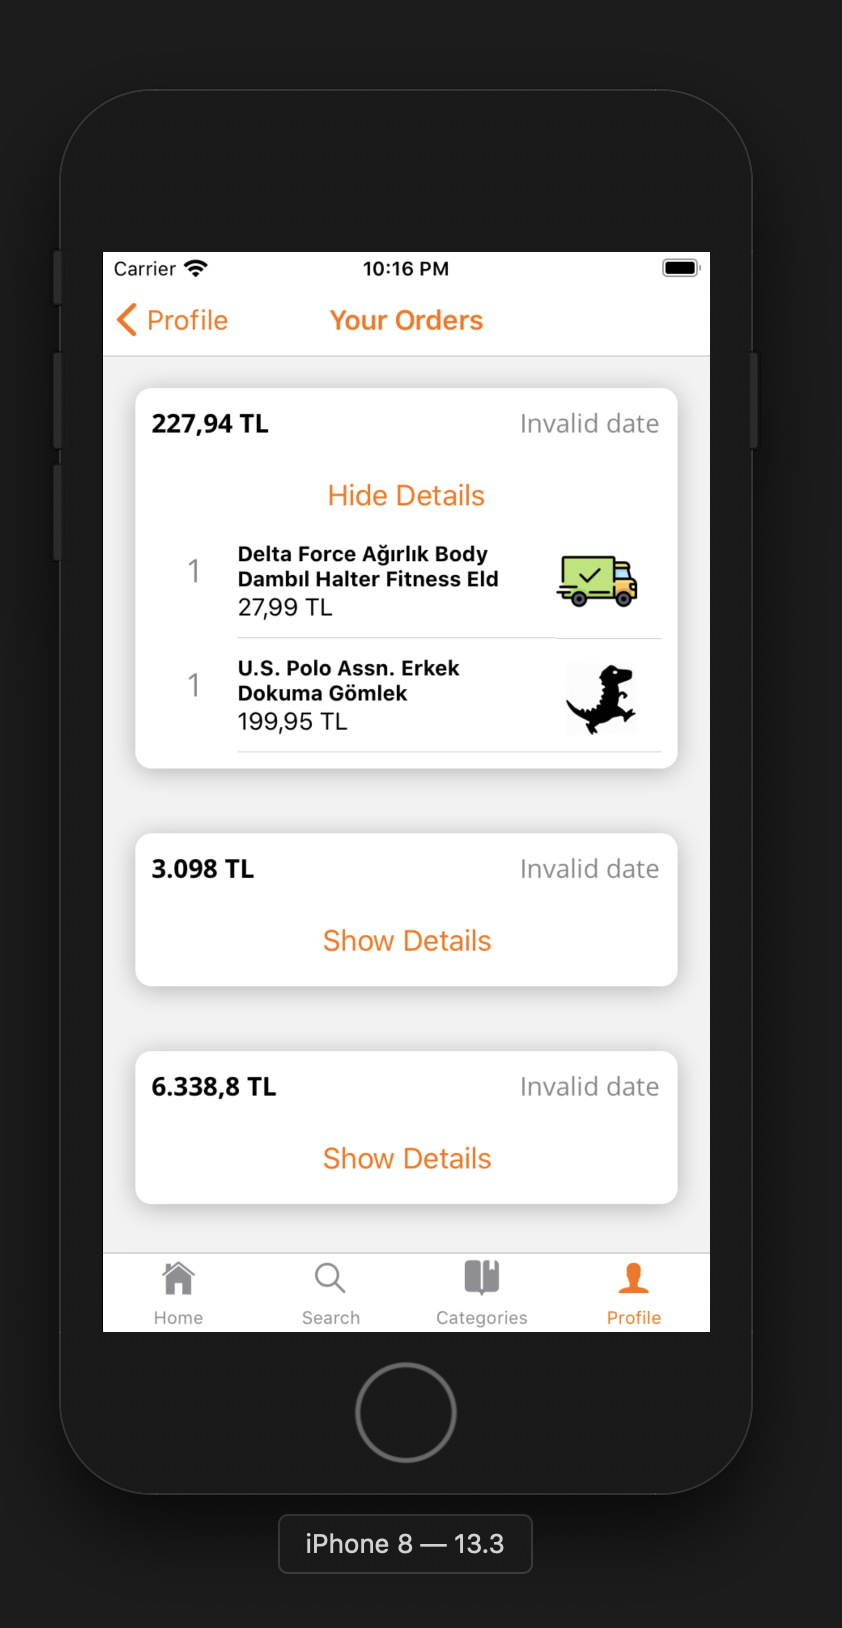 Carrier 10:16 PM
Profile Your Orders
227,94 TL Invalid date
Hide Details
1 Delta Force Ağırlık Body
Dambıl Halter Fitness Eld
27,99 TL
1 U.S. Polo Assn. Erkek
Dokuma Gömlek
199,95 TL
3.098 TL Invalid date
Show Details
6.338,8 TL Invalid date
Show Details
Home Search Categories Profile
iPhone 8 — 13.3